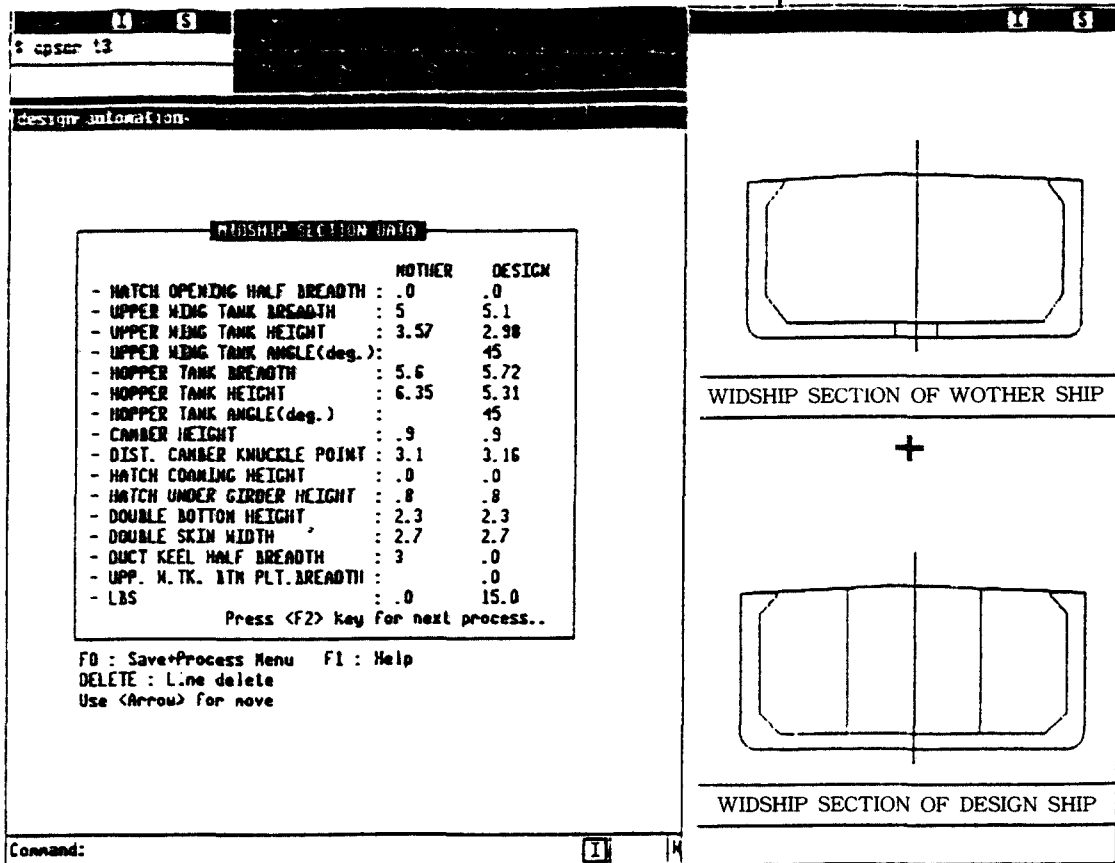 I S
$ cpser t3
design automation-
MIDSHIP SECTION DATA
MOTHER DESIGN
- HATCH OPENING HALF BREADTH : .0 .0
- UPPER WING TANK BREADTH : 5 5.1
- UPPER WING TANK HEIGHT : 3.57 2.98
- UPPER WING TANK ANGLE(deg.): 45
- HOPPER TANK BREADTH : 5.6 5.72
- HOPPER TANK HEIGHT : 6.35 5.31
- HOPPER TANK ANGLE(deg.) : 45
- CAMBER HEIGHT : .9 .9
- DIST. CAMBER KNUCKLE POINT : 3.1 3.16
- HATCH COAMING HEIGHT : .0 .0
- HATCH UNDER GIRDER HEIGHT : .8 .8
- DOUBLE BOTTOM HEIGHT : 2.3 2.3
- DOUBLE SKIN WIDTH : 2.7 2.7
- DUCT KEEL HALF BREADTH : 3 .0
- UPP. W.TK. BTM PLT.BREADTH : .0
- LBS : .0 15.0
Press <F2> key for next process..
F0 : Save+Process Menu F1 : Help
DELETE : Line delete
Use <Arrow> for move
Command: I
I S
WIDSHIP SECTION OF WOTHER SHIP
WIDSHIP SECTION OF DESIGN SHIP